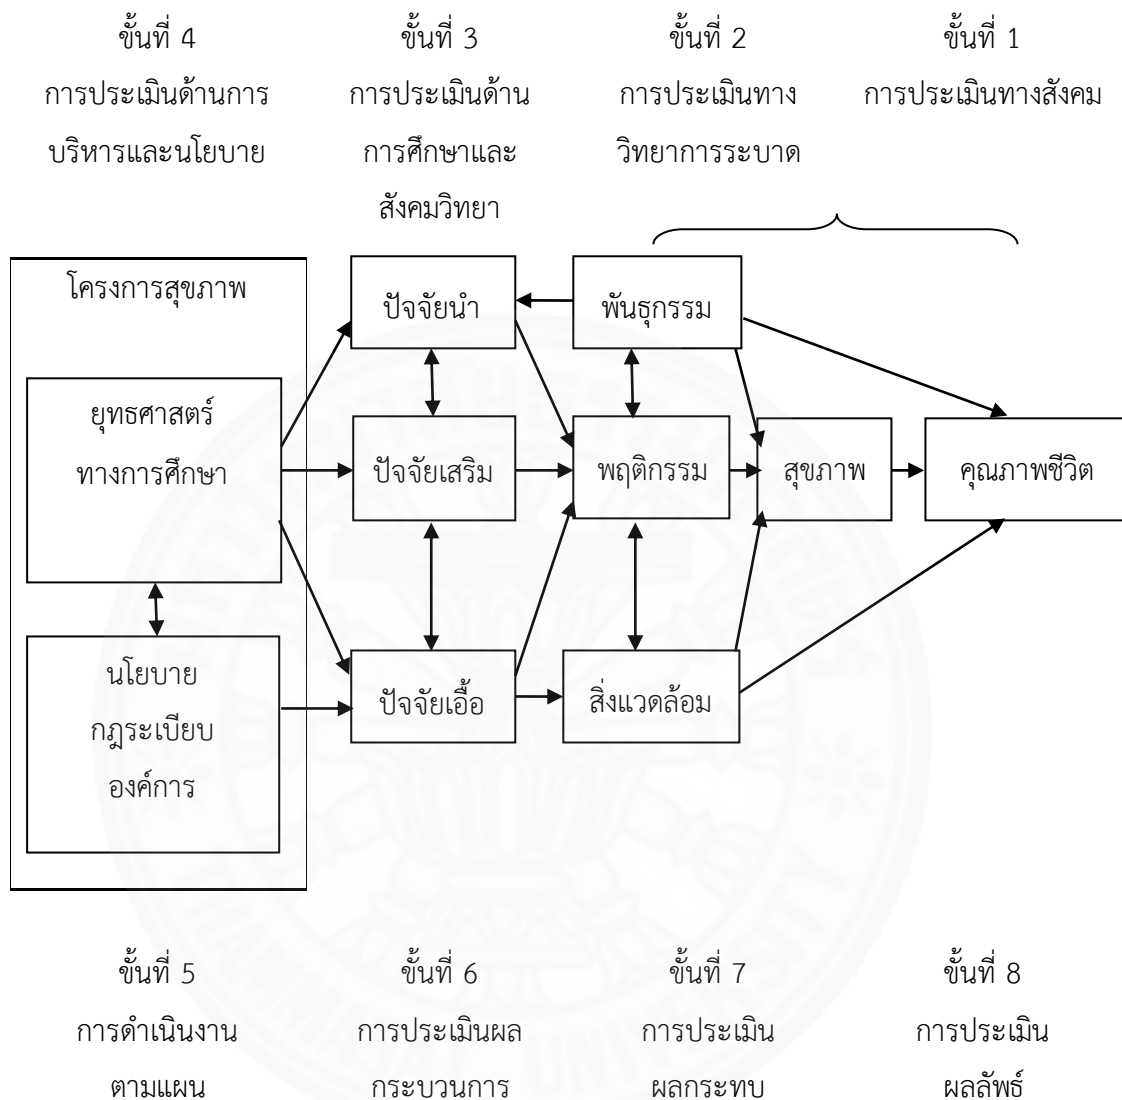 ขั้นที่ 4
การประเมินด้านการ
บริหารและนโยบาย
ขั้นที่ 3
การประเมินด้าน
การศึกษาและ
สังคมวิทยา
ขั้นที่ 2
การประเมินทาง
วิทยาการระบาด
ขั้นที่ 1
การประเมินทางสังคม
โครงการสุขภาพ
ยุทธศาสตร์
ทางการศึกษา
นโยบาย
กฎระเบียบ
องค์การ
ปัจจัยนำ
ปัจจัยเสริม
ปัจจัยเอื้อ
พันธุกรรม
พฤติกรรม
สิ่งแวดล้อม
สุขภาพ
คุณภาพชีวิต
ขั้นที่ 5
การดำเนินงาน
ตามแผน
ขั้นที่ 6
การประเมินผล
กระบวนการ
ขั้นที่ 7
การประเมิน
ผลกระทบ
ขั้นที่ 8
การประเมิน
ผลลัพธ์
THAMMASAT UNIVERSITY